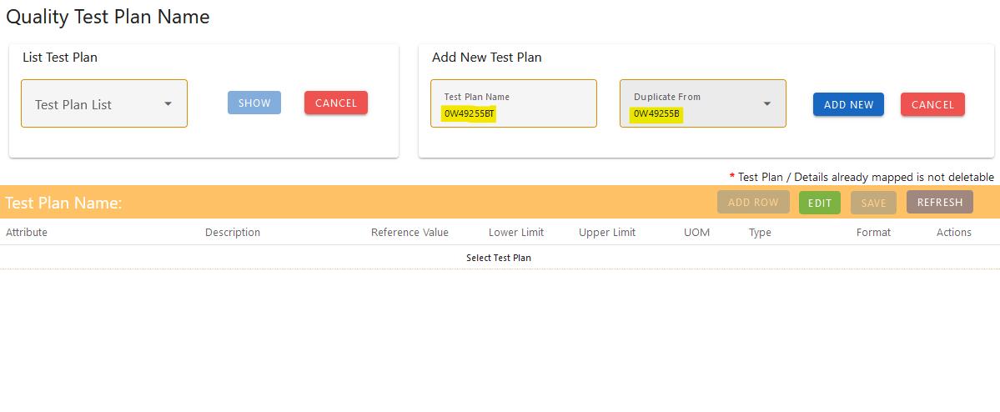 Quality Test Plan Name
List Test Plan
Test Plan List
SHOW
CANCEL
Add New Test Plan
Test Plan Name
0W49255BT
Duplicate From
0W49255B
ADD NEW
CANCEL
* Test Plan / Details already mapped is not deletable
Test Plan Name:
ADD ROW
EDIT
SAVE
REFRESH
Attribute Description Reference Value Lower Limit Upper Limit UOM Type Format Actions
Select Test Plan